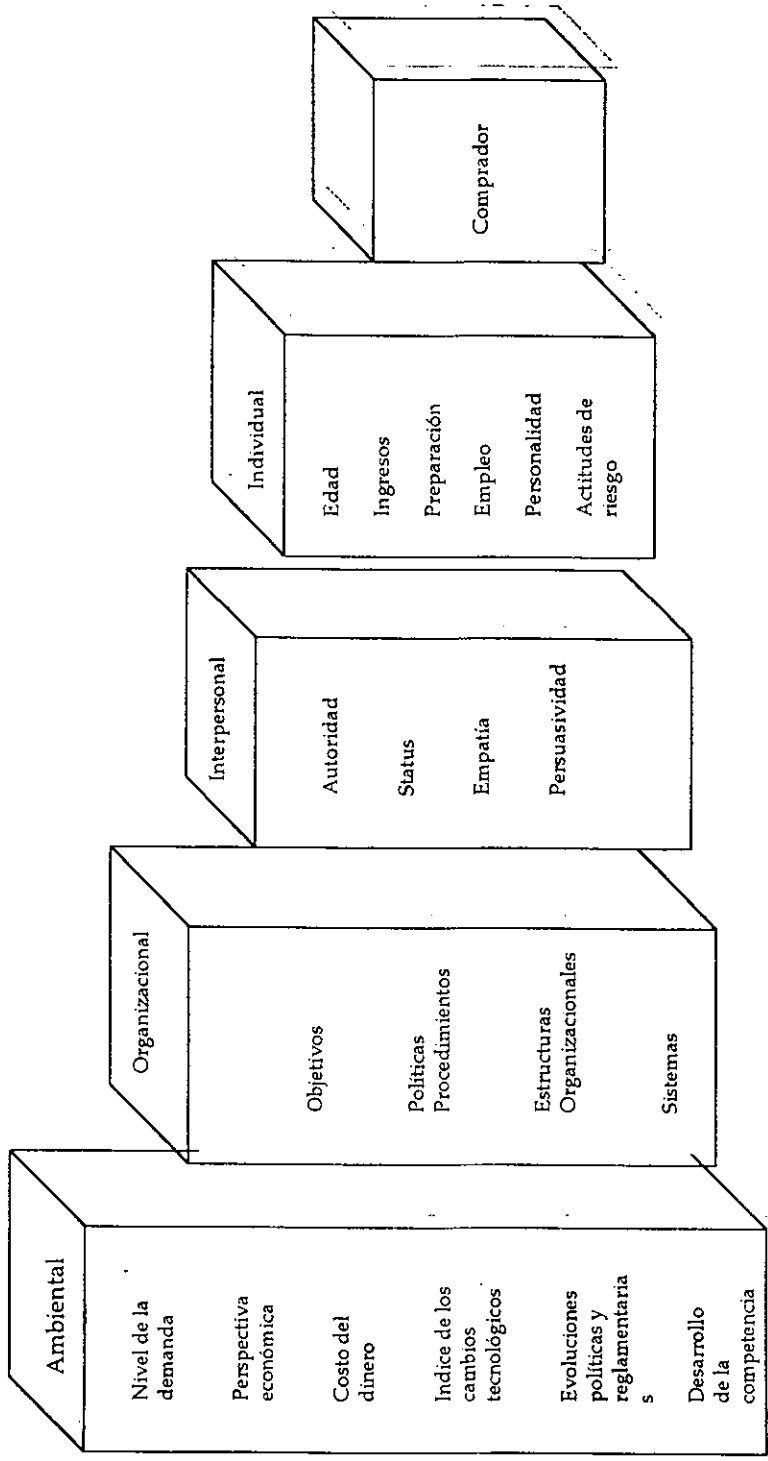 Ambiental
Nivel de la
demanda
Perspectiva
económica
Costo del
dinero
Indice de los
cambios
tecnológicos
Evoluciones
políticas y
reglamentaria
s
Desarrollo
de la
competencia
Organizacional
Objetivos
Políticas
Procedimientos
Estructuras
Organizacionales
Sistemas
Interpersonal
Autoridad
Status
Empatía
Persuasividad
Individual
Edad
Ingresos
Preparación
Empleo
Personalidad
Actitudes de
riesgo
Comprador